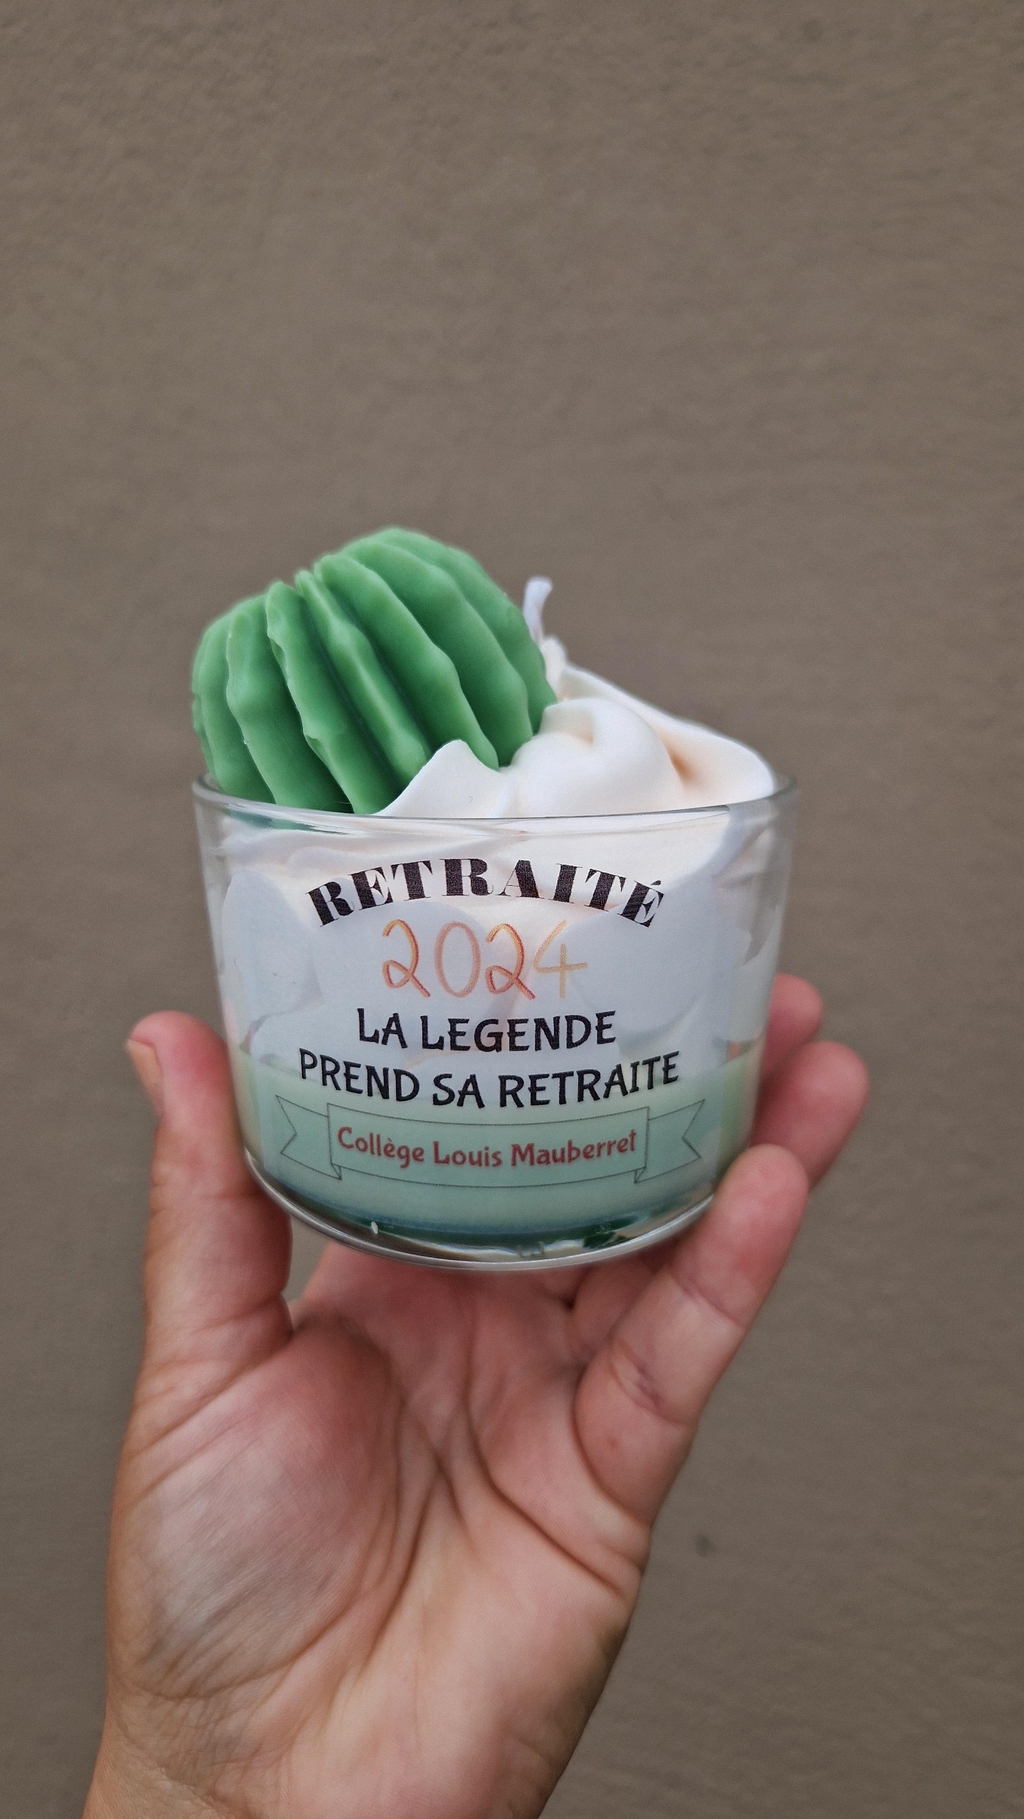 RETRAITÉ
2024
LA LEGENDE
PREND SA RETRAITE
Collège Louis Mauberret